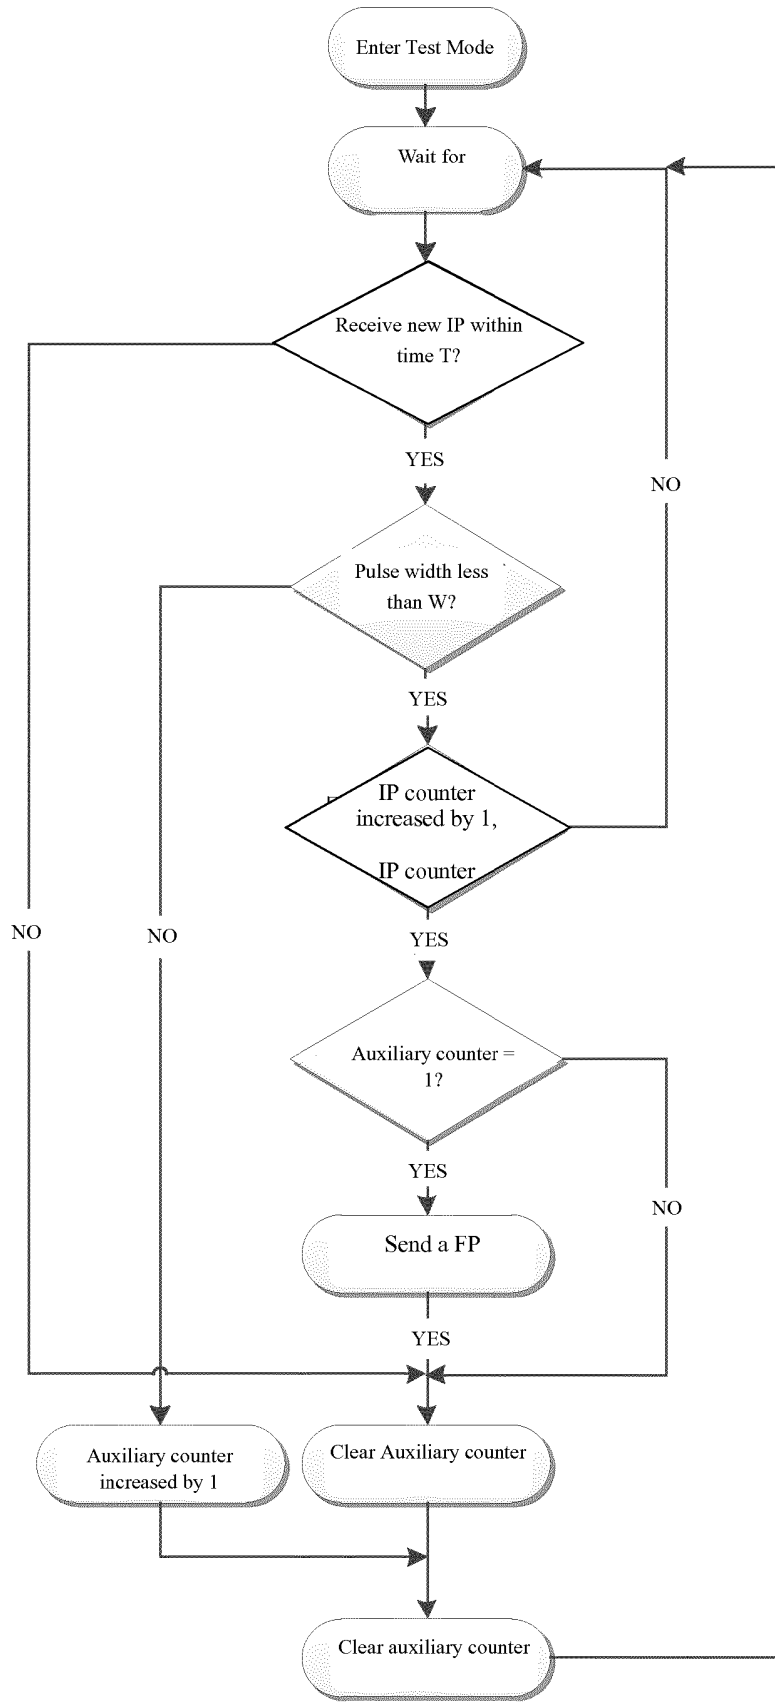 Enter Test Mode
Wait for
Receive new IP within
time T?
YES
NO
Pulse width less
than W?
YES
IP counter
increased by 1,
IP counter
NO
NO
YES
Auxiliary counter =
1?
YES
NO
Send a FP
YES
Auxiliary counter
increased by 1
Clear Auxiliary counter
Clear auxiliary counter